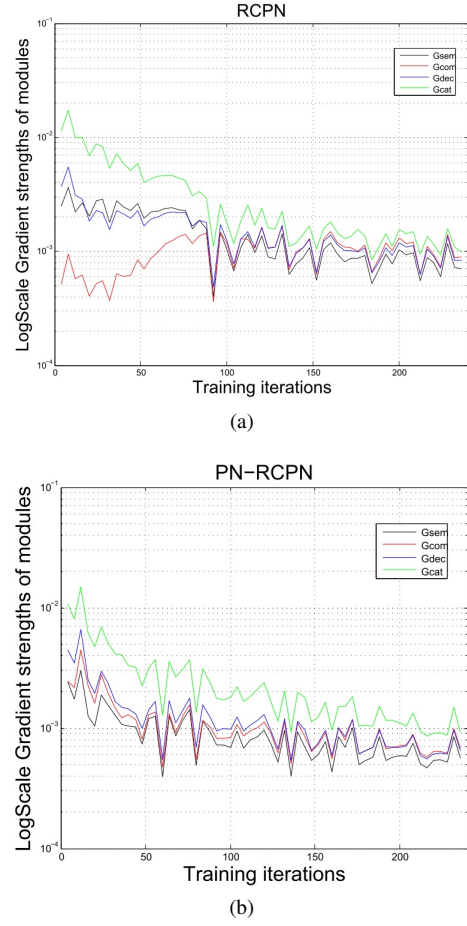 RCPN
LogScale Gradient strengths of modules
10⁻¹
10⁻²
10⁻³
10⁻⁴
Gsem
Gcom
Gdec
Gcat
0 50 100 150 200
Training iterations
(a)
PN−RCPN
LogScale Gradient strengths of modules
10⁻¹
10⁻²
10⁻³
10⁻⁴
Gsem
Gcom
Gdec
Gcat
0 50 100 150 200
Training iterations
(b)